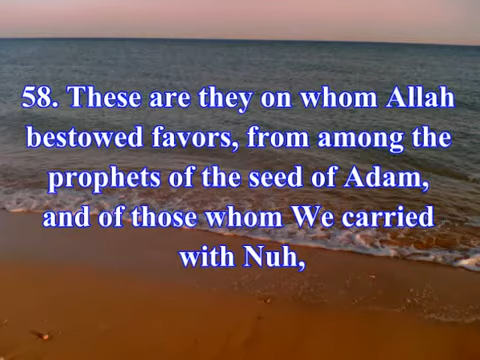 58. These are they on whom Allah
bestowed favors, from among the
prophets of the seed of Adam,
and of those whom We carried
with Nuh,